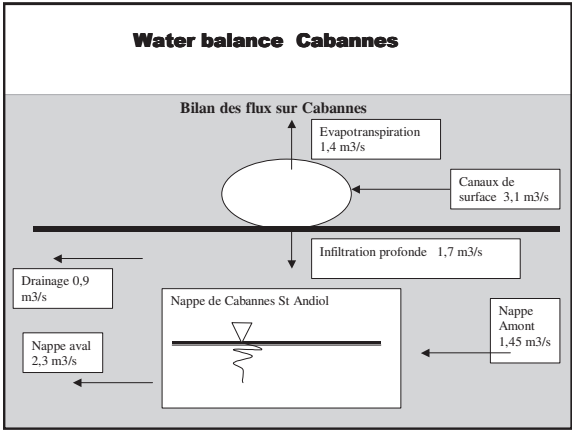 Water balance Cabannes
Bilan des flux sur Cabannes
Evapotranspiration
1,4 m3/s
Canaux de
surface 3,1 m3/s
Infiltration profonde 1,7 m3/s
Drainage 0,9
m3/s
Nappe de Cabannes St Andiol
Nappe
Amont
1,45 m3/s
Nappe aval
2,3 m3/s